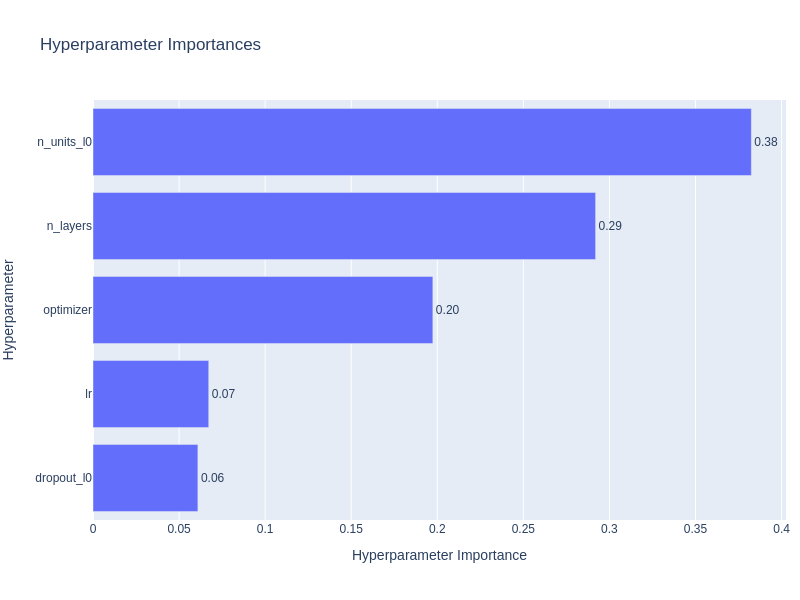 Hyperparameter Importances
Hyperparameter
n_units_l0
0.38
n_layers
0.29
optimizer
0.20
lr
0.07
dropout_l0
0.06
0
0.05
0.1
0.15
0.2
0.25
0.3
0.35
0.4
Hyperparameter Importance